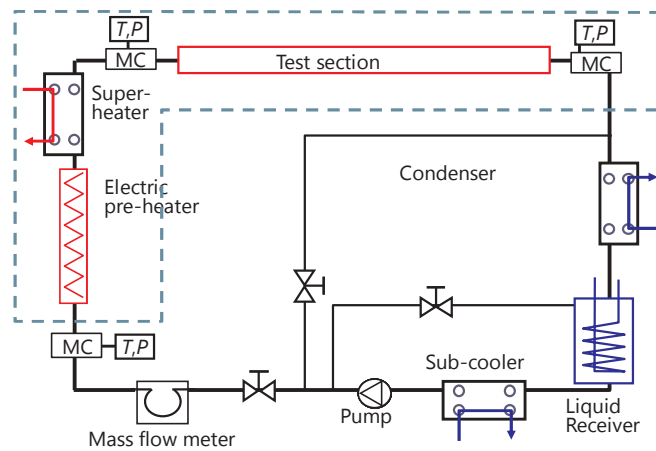 T,P
T,P
MC
Test section
MC
Super-
heater
Condenser
Electric
pre-heater
MC
T,P
Sub-cooler
Pump
Liquid
Receiver
Mass flow meter